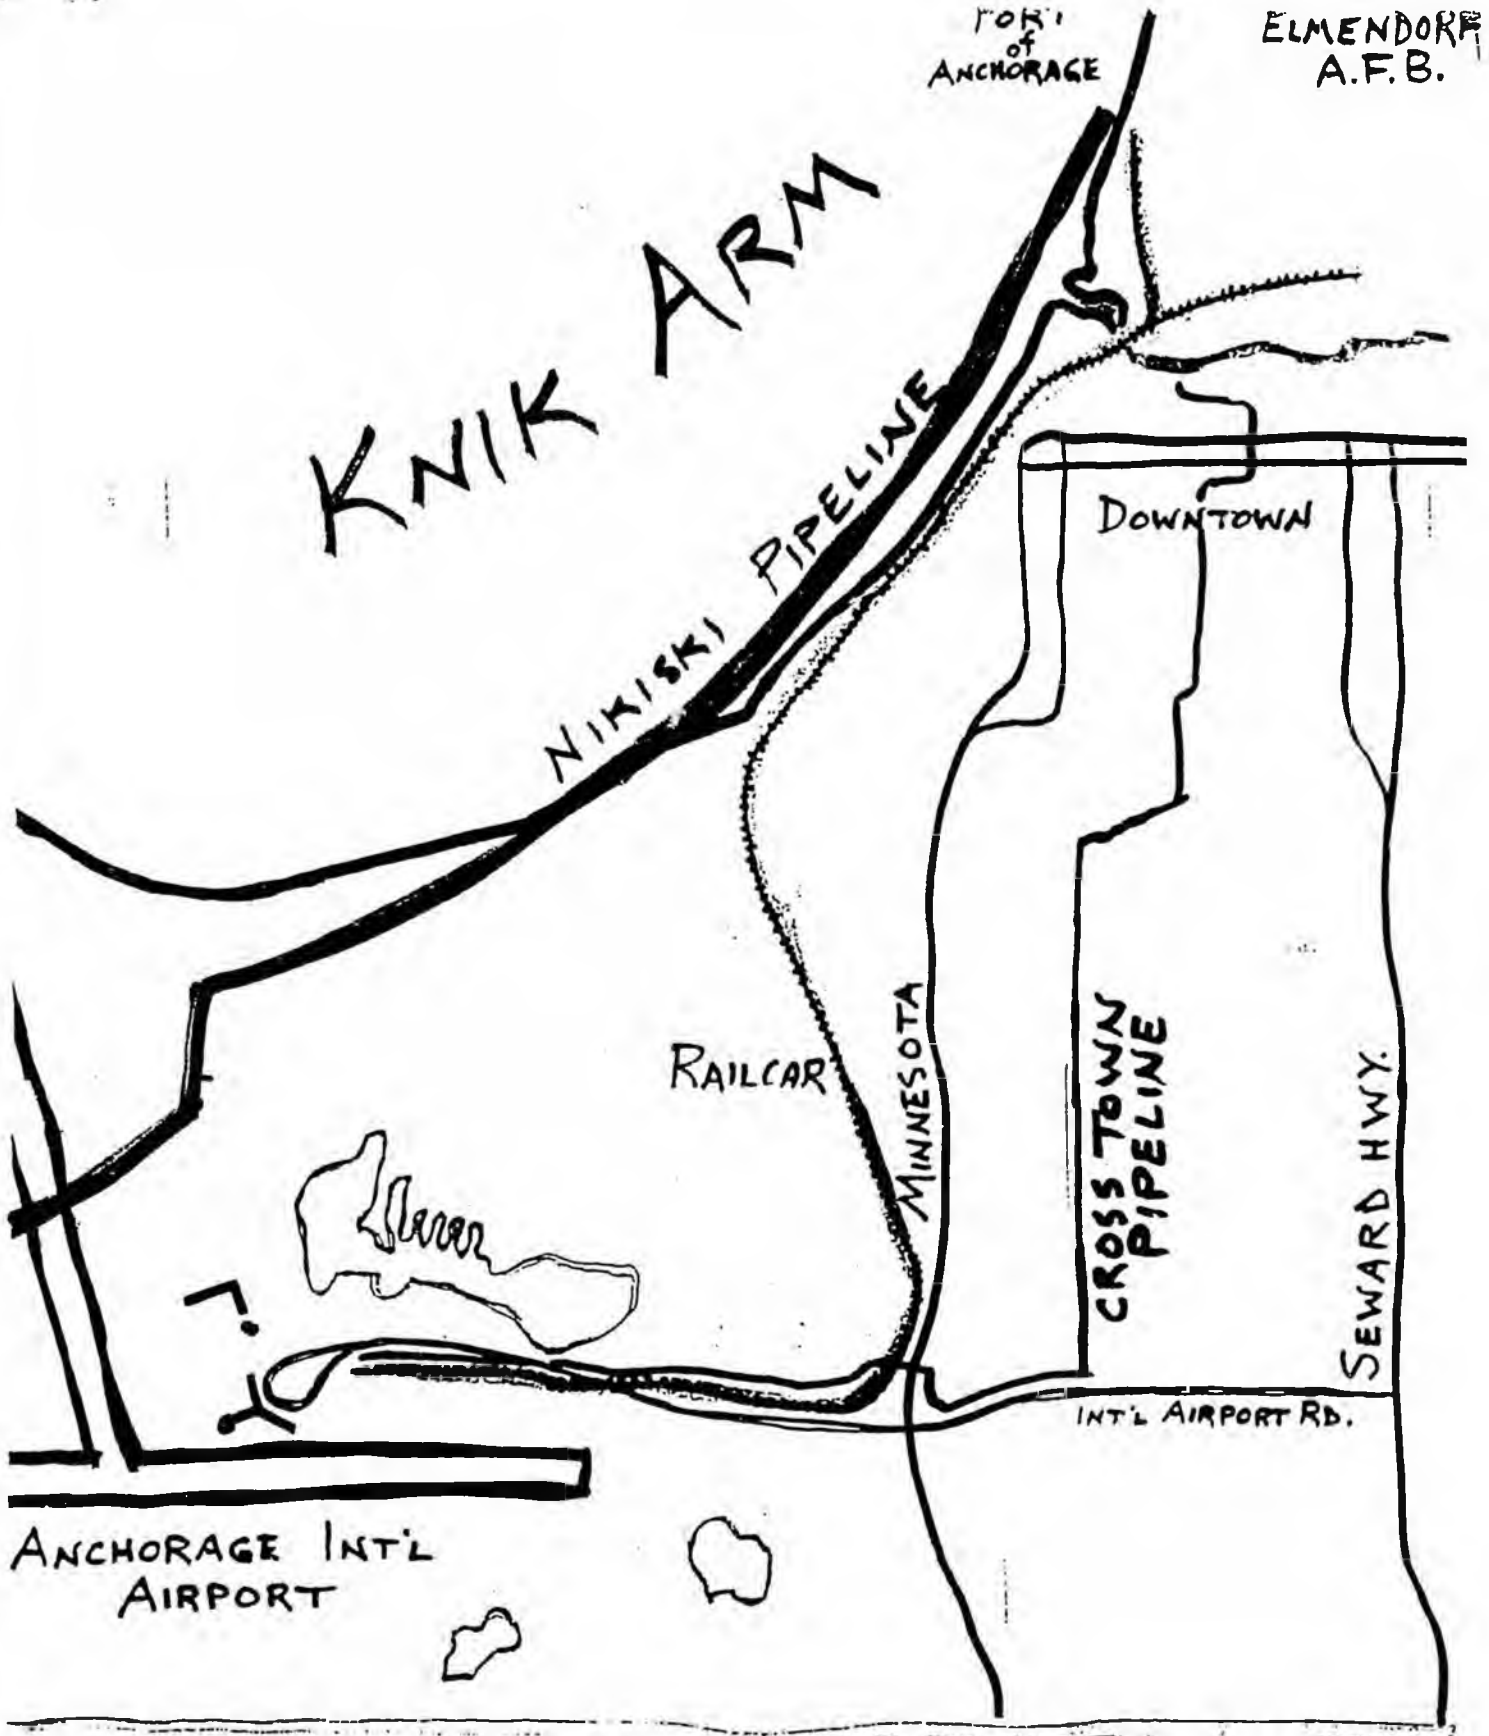 PORT
of
ANCHORAGE
ELMENDORF
A.F.B.
KNIK ARM
NIKISKI PIPELINE
DOWNTOWN
RAILCAR
MINNESOTA
CROSS TOWN
PIPELINE
SEWARD HWY.
INT'L AIRPORT RD.
ANCHORAGE INT'L
AIRPORT